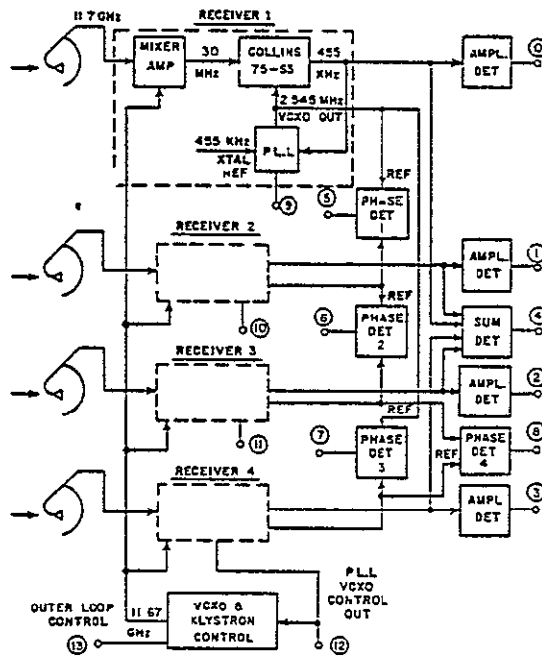 RECEIVER 1
11.7 GHz
MIXER
AMP
30
MHz
COLLINS
75-S3
455
KHz
AMPL.
DET
0
2.545 MHz
VCXO OUT
455 KHz
XTAL
REF
P.L.L
9
REF
5
PHASE
DET
RECEIVER 2
AMPL.
DET
1
REF
10
6
PHASE
DET
2
SUM
DET
4
RECEIVER 3
AMPL.
DET
2
11
REF
7
PHASE
DET
3
REF
PHASE
DET
4
8
RECEIVER 4
AMPL
DET
3
P.L.L
VCXO
CONTROL
OUT
OUTER LOOP
CONTROL
11.67
GHz
VCXO &
KLYSTRON
CONTROL
13
12